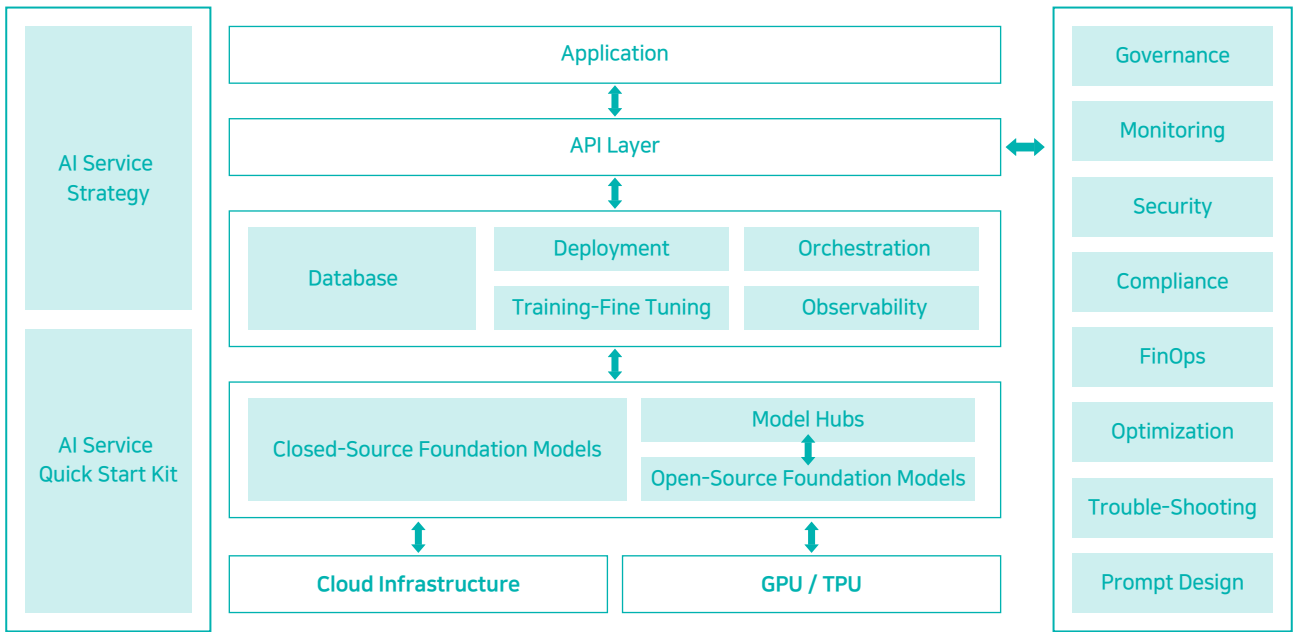 AI Service
Strategy
AI Service
Quick Start Kit
Application
API Layer
Database
Deployment
Orchestration
Training-Fine Tuning
Observability
Closed-Source Foundation Models
Model Hubs
Open-Source Foundation Models
Cloud Infrastructure
GPU / TPU
Governance
Monitoring
Security
Compliance
FinOps
Optimization
Trouble-Shooting
Prompt Design